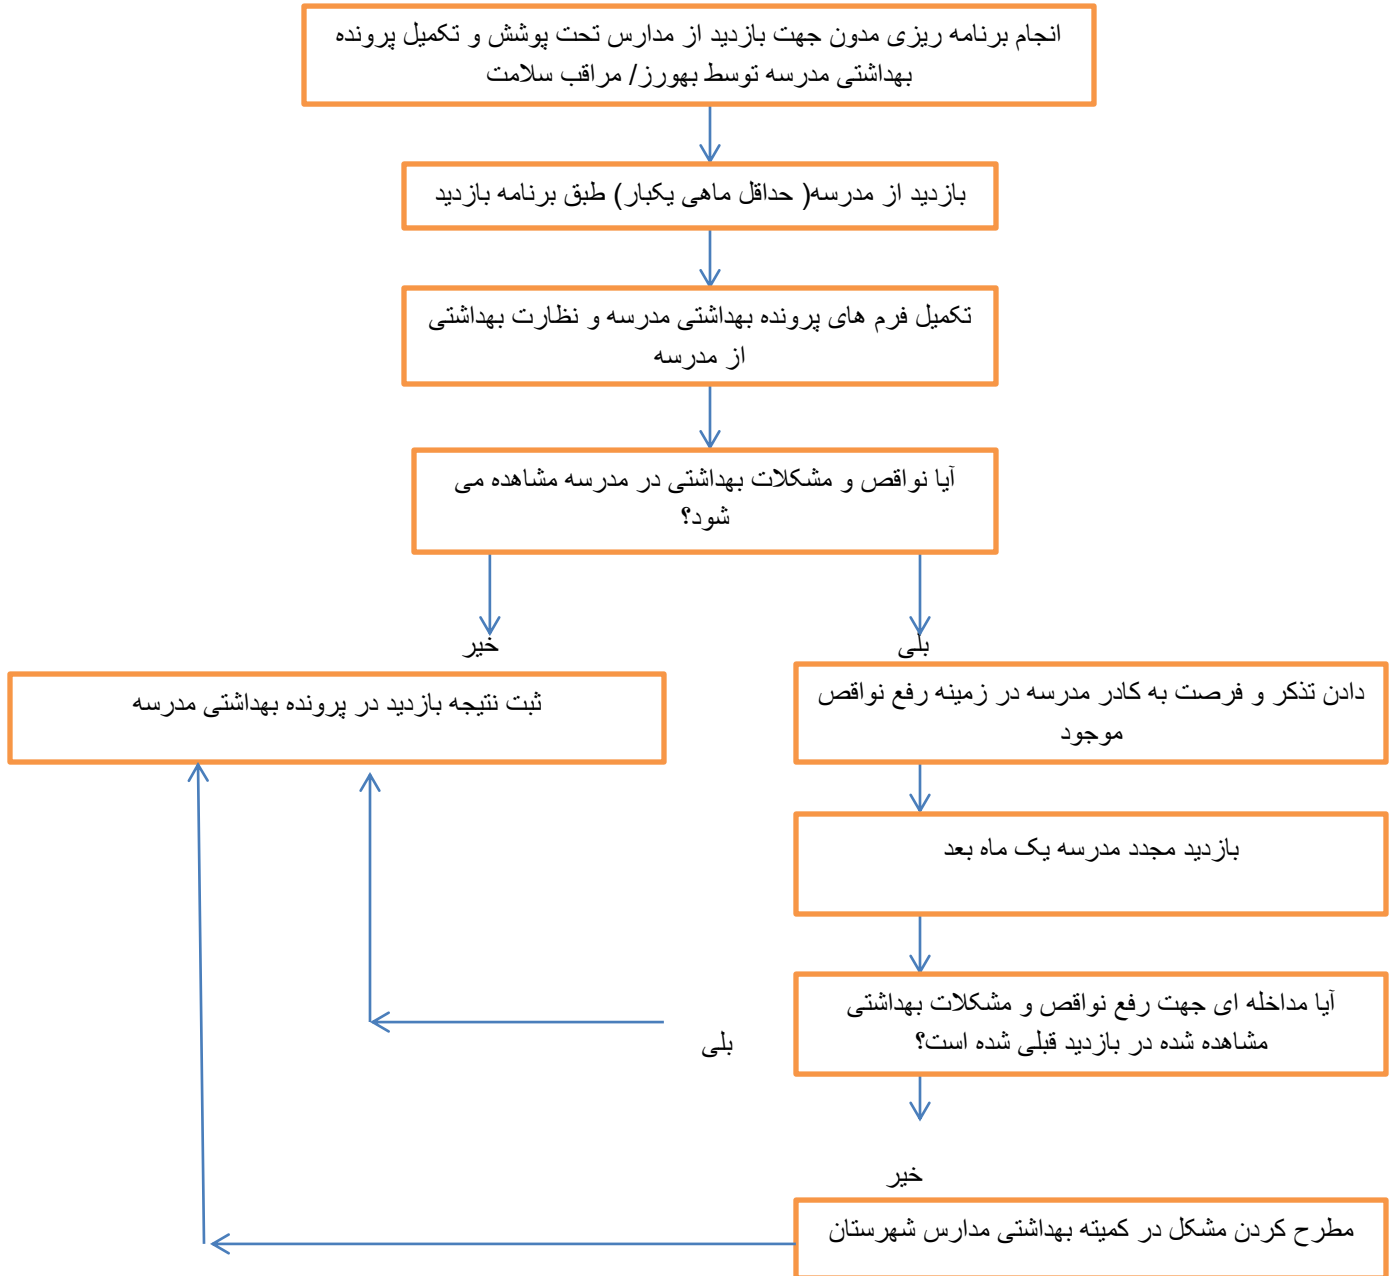 انجام برنامه ریزی مدون جهت بازدید از مدارس تحت پوشش و تکمیل پرونده
بهداشتی مدرسه توسط بهورز/ مراقب سلامت
بازدید از مدرسه( حداقل ماهی یکبار) طبق برنامه بازدید
تکمیل فرم های پرونده بهداشتی مدرسه و نظارت بهداشتی
از مدرسه
آیا نواقص و مشکلات بهداشتی در مدرسه مشاهده می
شود؟
بلی
خیر
دادن تذکر و فرصت به کادر مدرسه در زمینه رفع نواقص
موجود
ثبت نتیجه بازدید در پرونده بهداشتی مدرسه
بازدید مجدد مدرسه یک ماه بعد
آیا مداخله ای جهت رفع نواقص و مشکلات بهداشتی
مشاهده شده در بازدید قبلی شده است؟
بلی
خیر
مطرح کردن مشکل در کمیته بهداشتی مدارس شهرستان